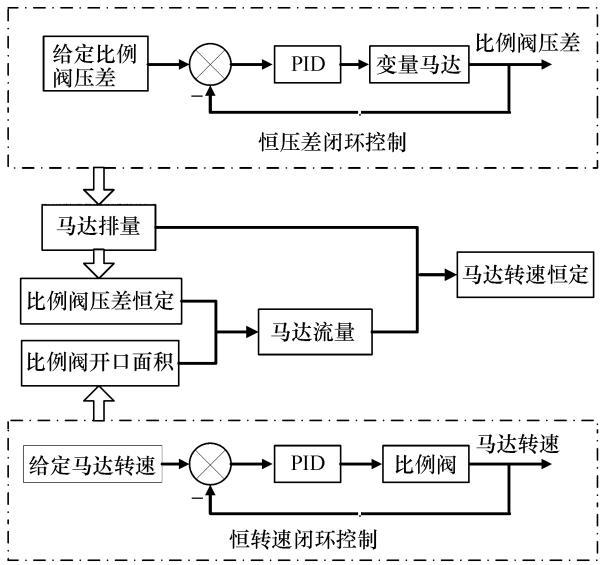 给定比例
阀压差
PID
变量马达
比例阀压差
−
恒压差闭环控制
马达排量
马达转速恒定
比例阀压差恒定
马达流量
比例阀开口面积
给定马达转速
PID
比例阀
马达转速
−
恒转速闭环控制